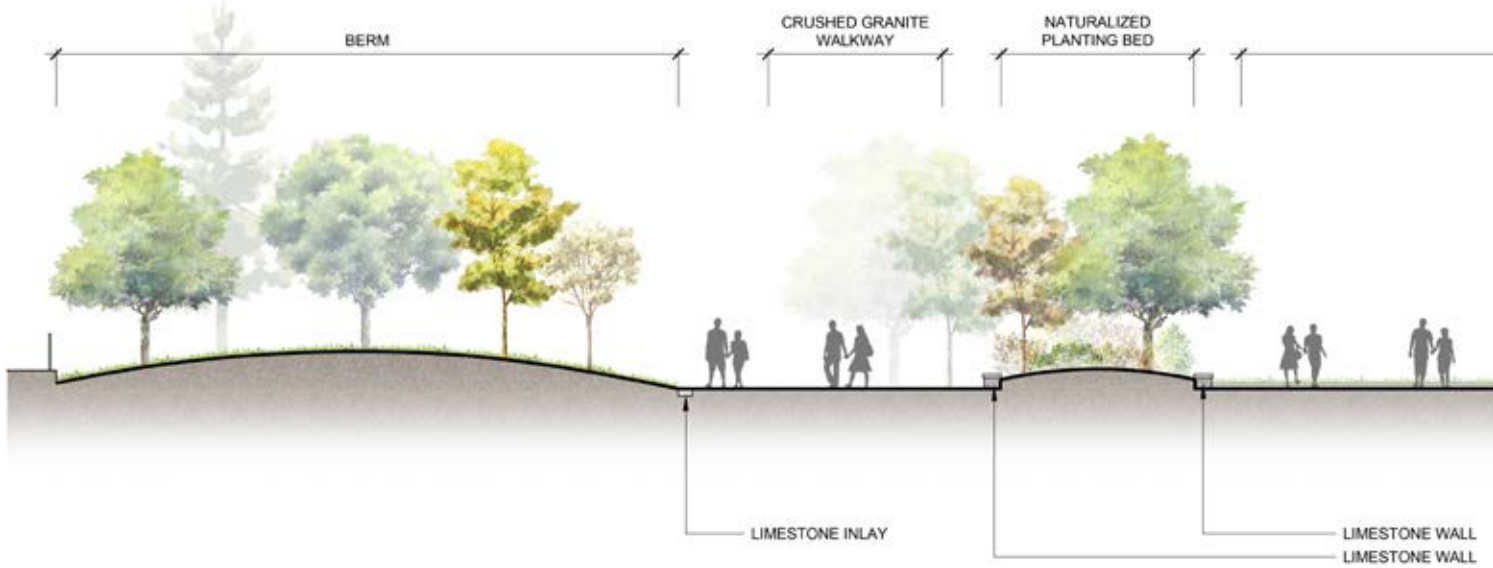 BERM
CRUSHED GRANITE
WALKWAY
NATURALIZED
PLANTING BED
LIMESTONE INLAY
LIMESTONE WALL
LIMESTONE WALL